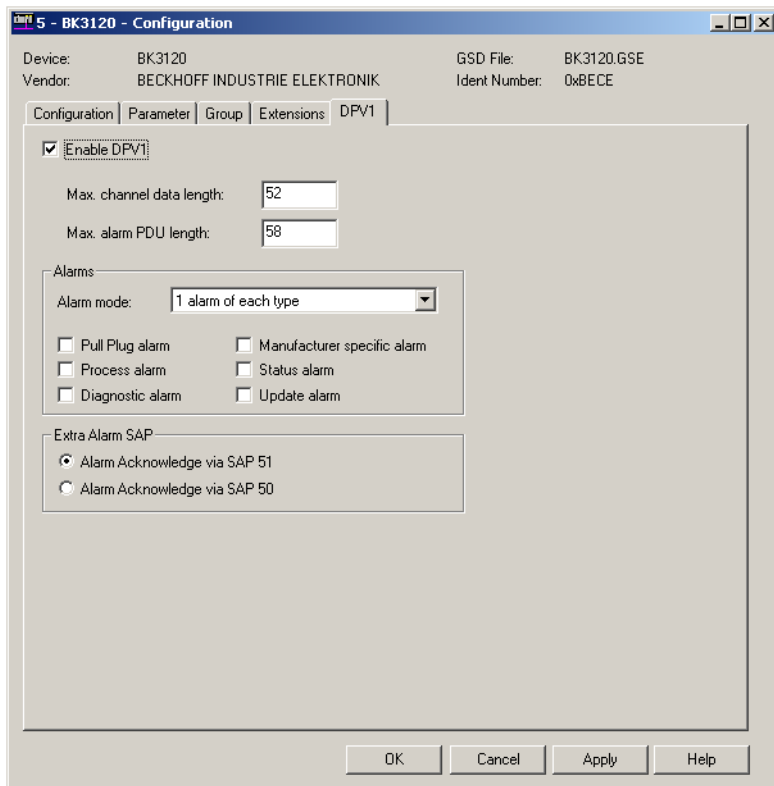 5 - BK3120 - Configuration
Device: BK3120 GSD File: BK3120.GSE
Vendor: BECKHOFF INDUSTRIE ELEKTRONIK Ident Number: 0xBECE
Configuration Parameter Group Extensions DPV1
Enable DPV1
Max. channel data length: 52
Max. alarm PDU length: 58
Alarms
Alarm mode: 1 alarm of each type
Pull Plug alarm Manufacturer specific alarm
Process alarm Status alarm
Diagnostic alarm Update alarm
Extra Alarm SAP
Alarm Acknowledge via SAP 51
Alarm Acknowledge via SAP 50
OK Cancel Apply Help